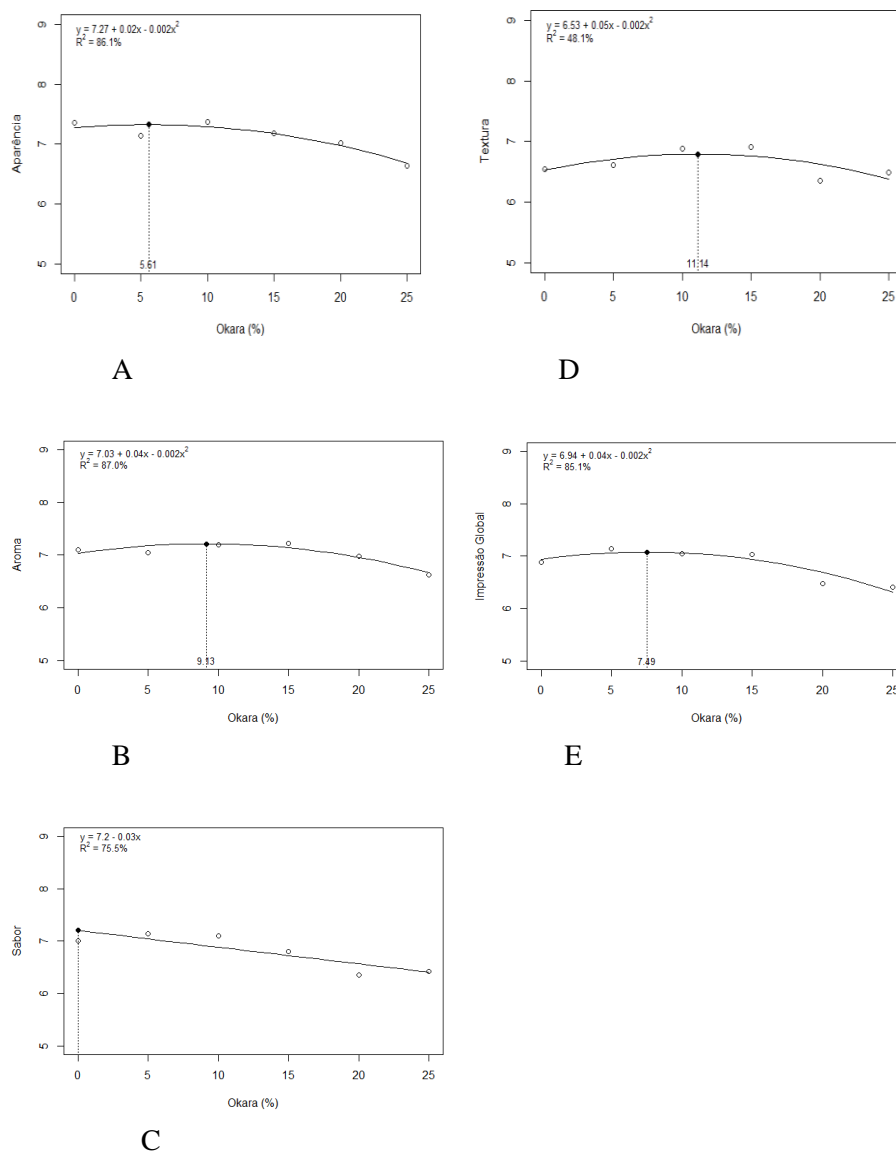 y = 7.27 + 0.02x - 0.002x²
R² = 86.1%
Aparência
9
8
7
6
5
5.61
0 5 10 15 20 25
Okara (%)
A
y = 6.53 + 0.05x - 0.002x²
R² = 48.1%
Textura
9
8
7
6
5
11.14
0 5 10 15 20 25
Okara (%)
D
y = 7.03 + 0.04x - 0.002x²
R² = 87.0%
Aroma
9
8
7
6
5
9.13
0 5 10 15 20 25
Okara (%)
B
y = 6.94 + 0.04x - 0.002x²
R² = 85.1%
Impressão Global
9
8
7
6
5
7.49
0 5 10 15 20 25
Okara (%)
E
y = 7.2 - 0.03x
R² = 75.5%
Sabor
9
8
7
6
5
0 5 10 15 20 25
Okara (%)
C